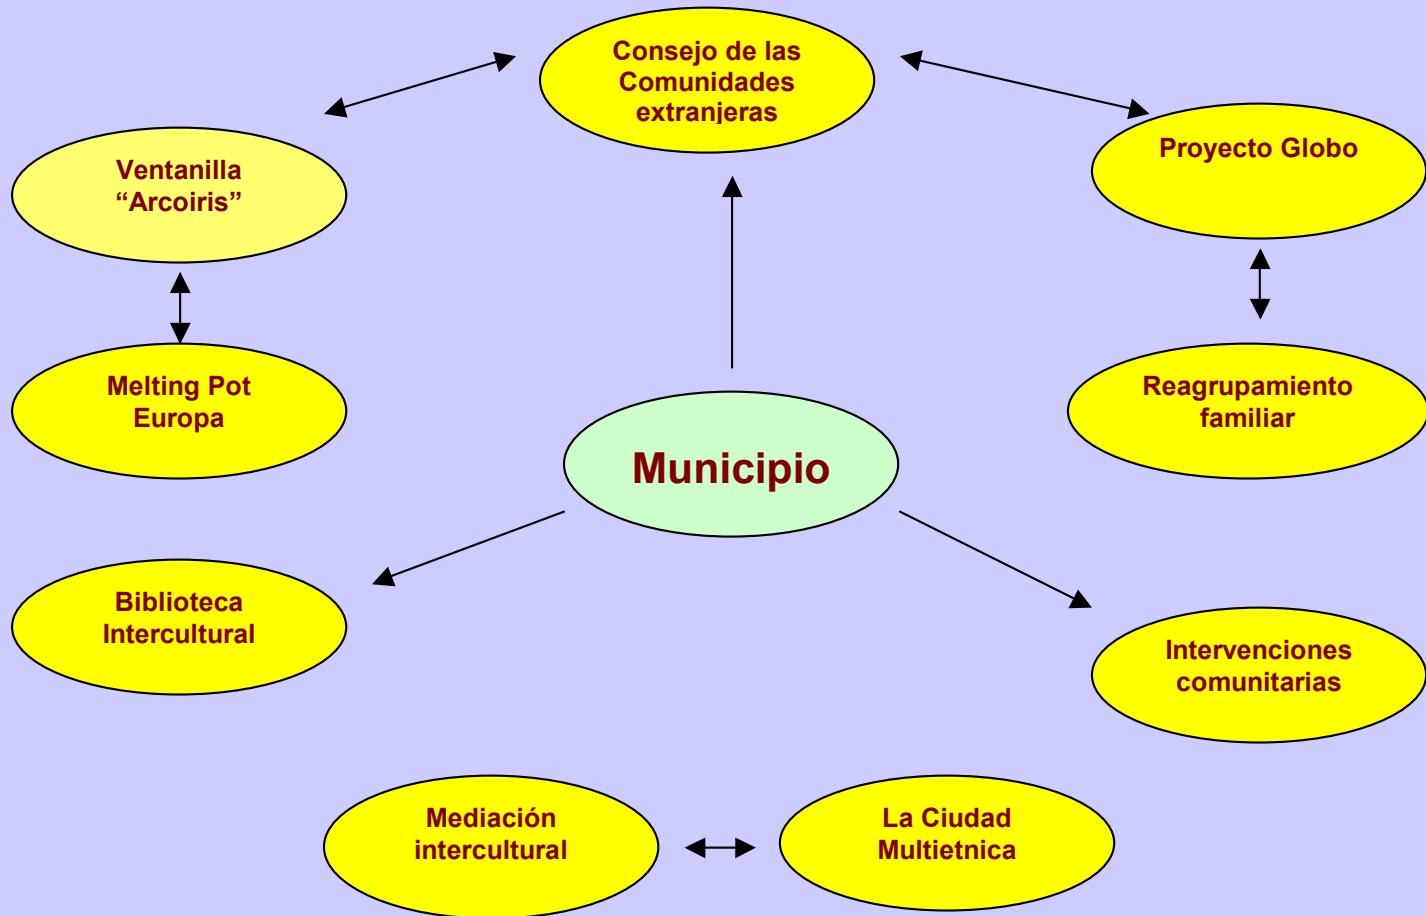 Consejo de las
Comunidades
extranjeras
Proyecto Globo
Ventanilla
“Arcoiris”
Melting Pot
Europa
Reagrupamiento
familiar
Municipio
Biblioteca
Intercultural
Intervenciones
comunitarias
Mediación
intercultural
La Ciudad
Multietnica